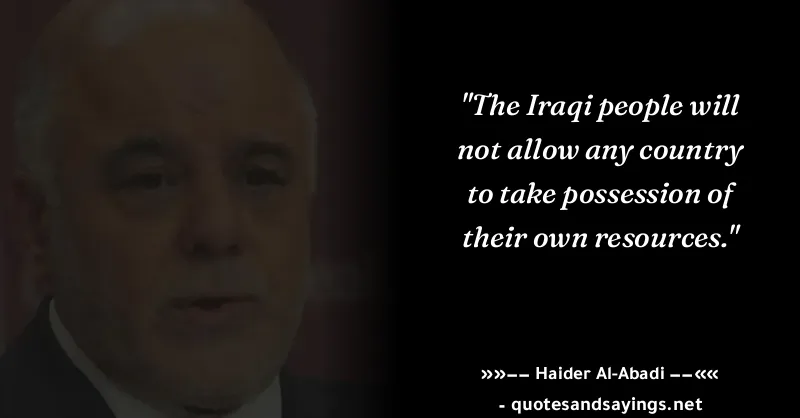 "The Iraqi people will
not allow any country
to take possession of
their own resources."
»»-- Haider Al-Abadi --««
- quotesandsayings.net